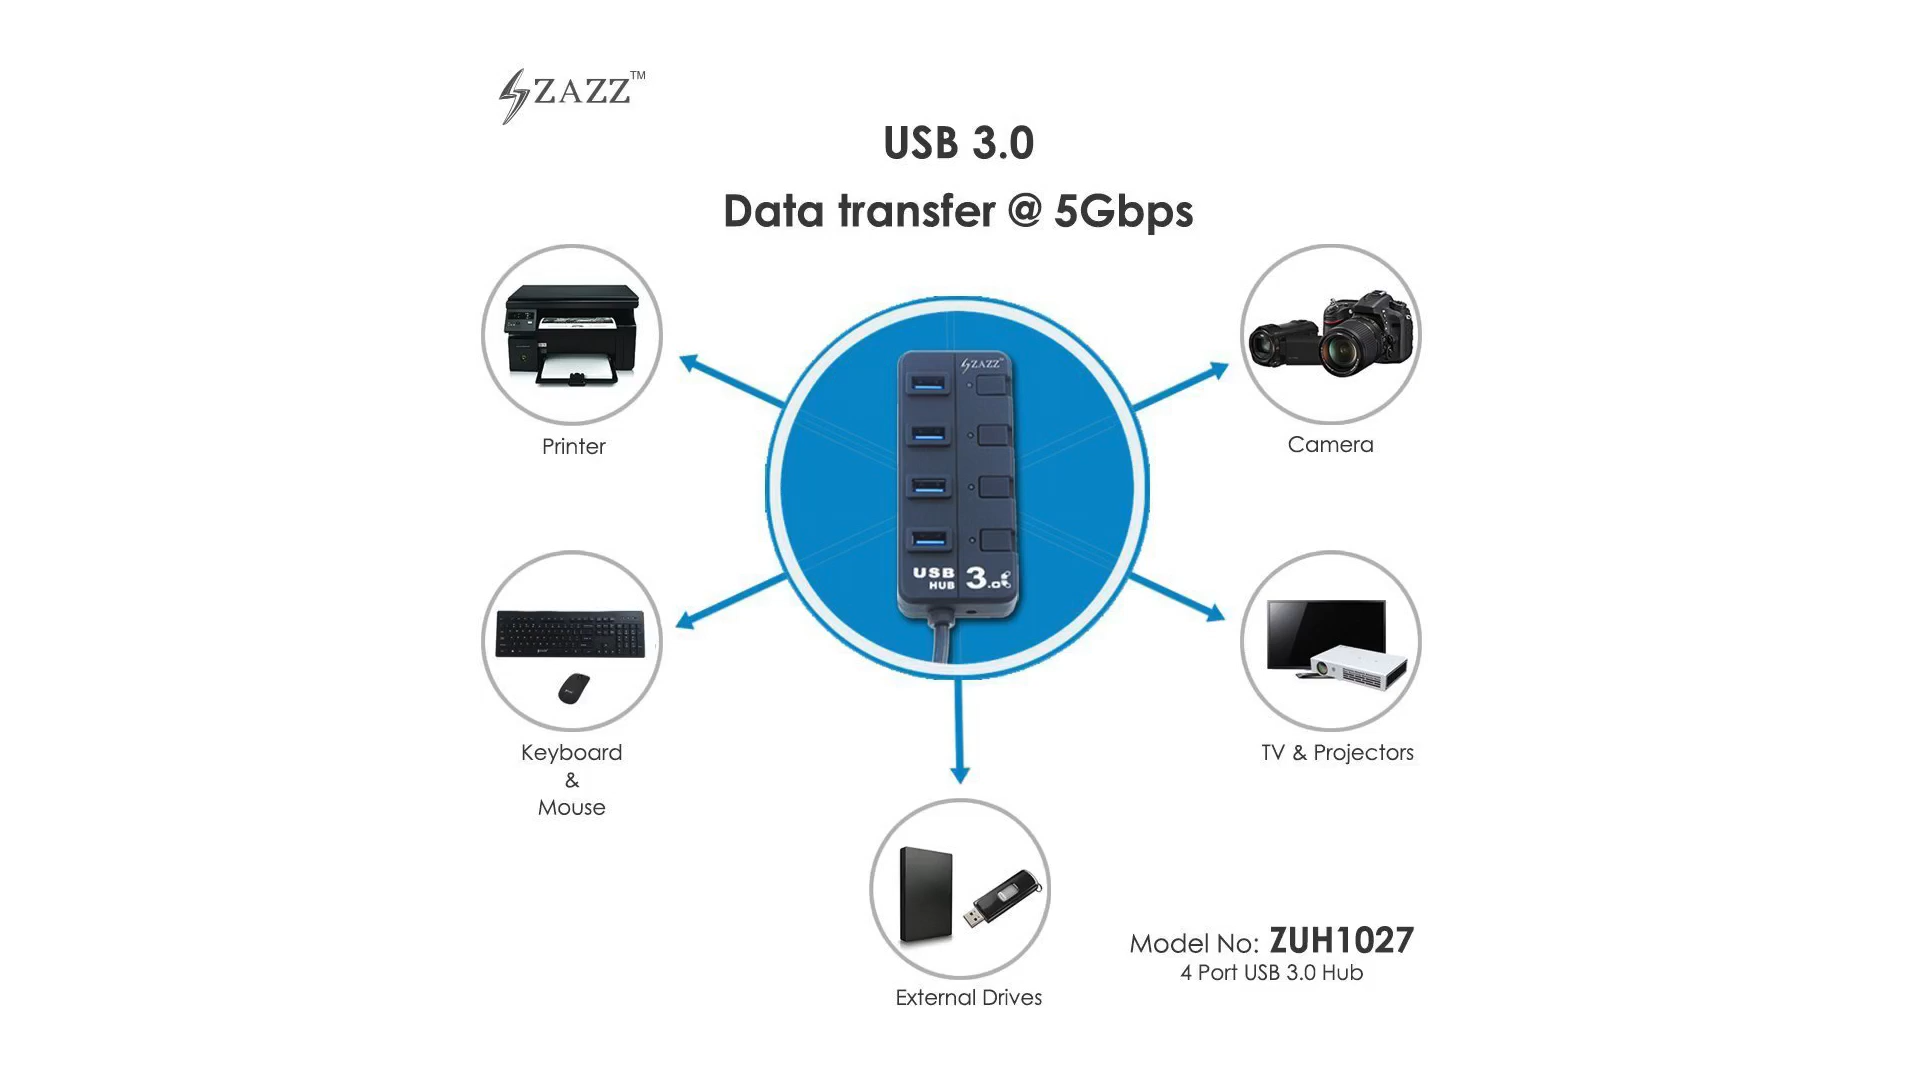 ZAZZ™
USB 3.0
Data transfer @ 5Gbps
Printer
Camera
ZAZZ
USB
HUB
3.0
Keyboard
&
Mouse
TV & Projectors
External Drives
Model No: ZUH1027
4 Port USB 3.0 Hub